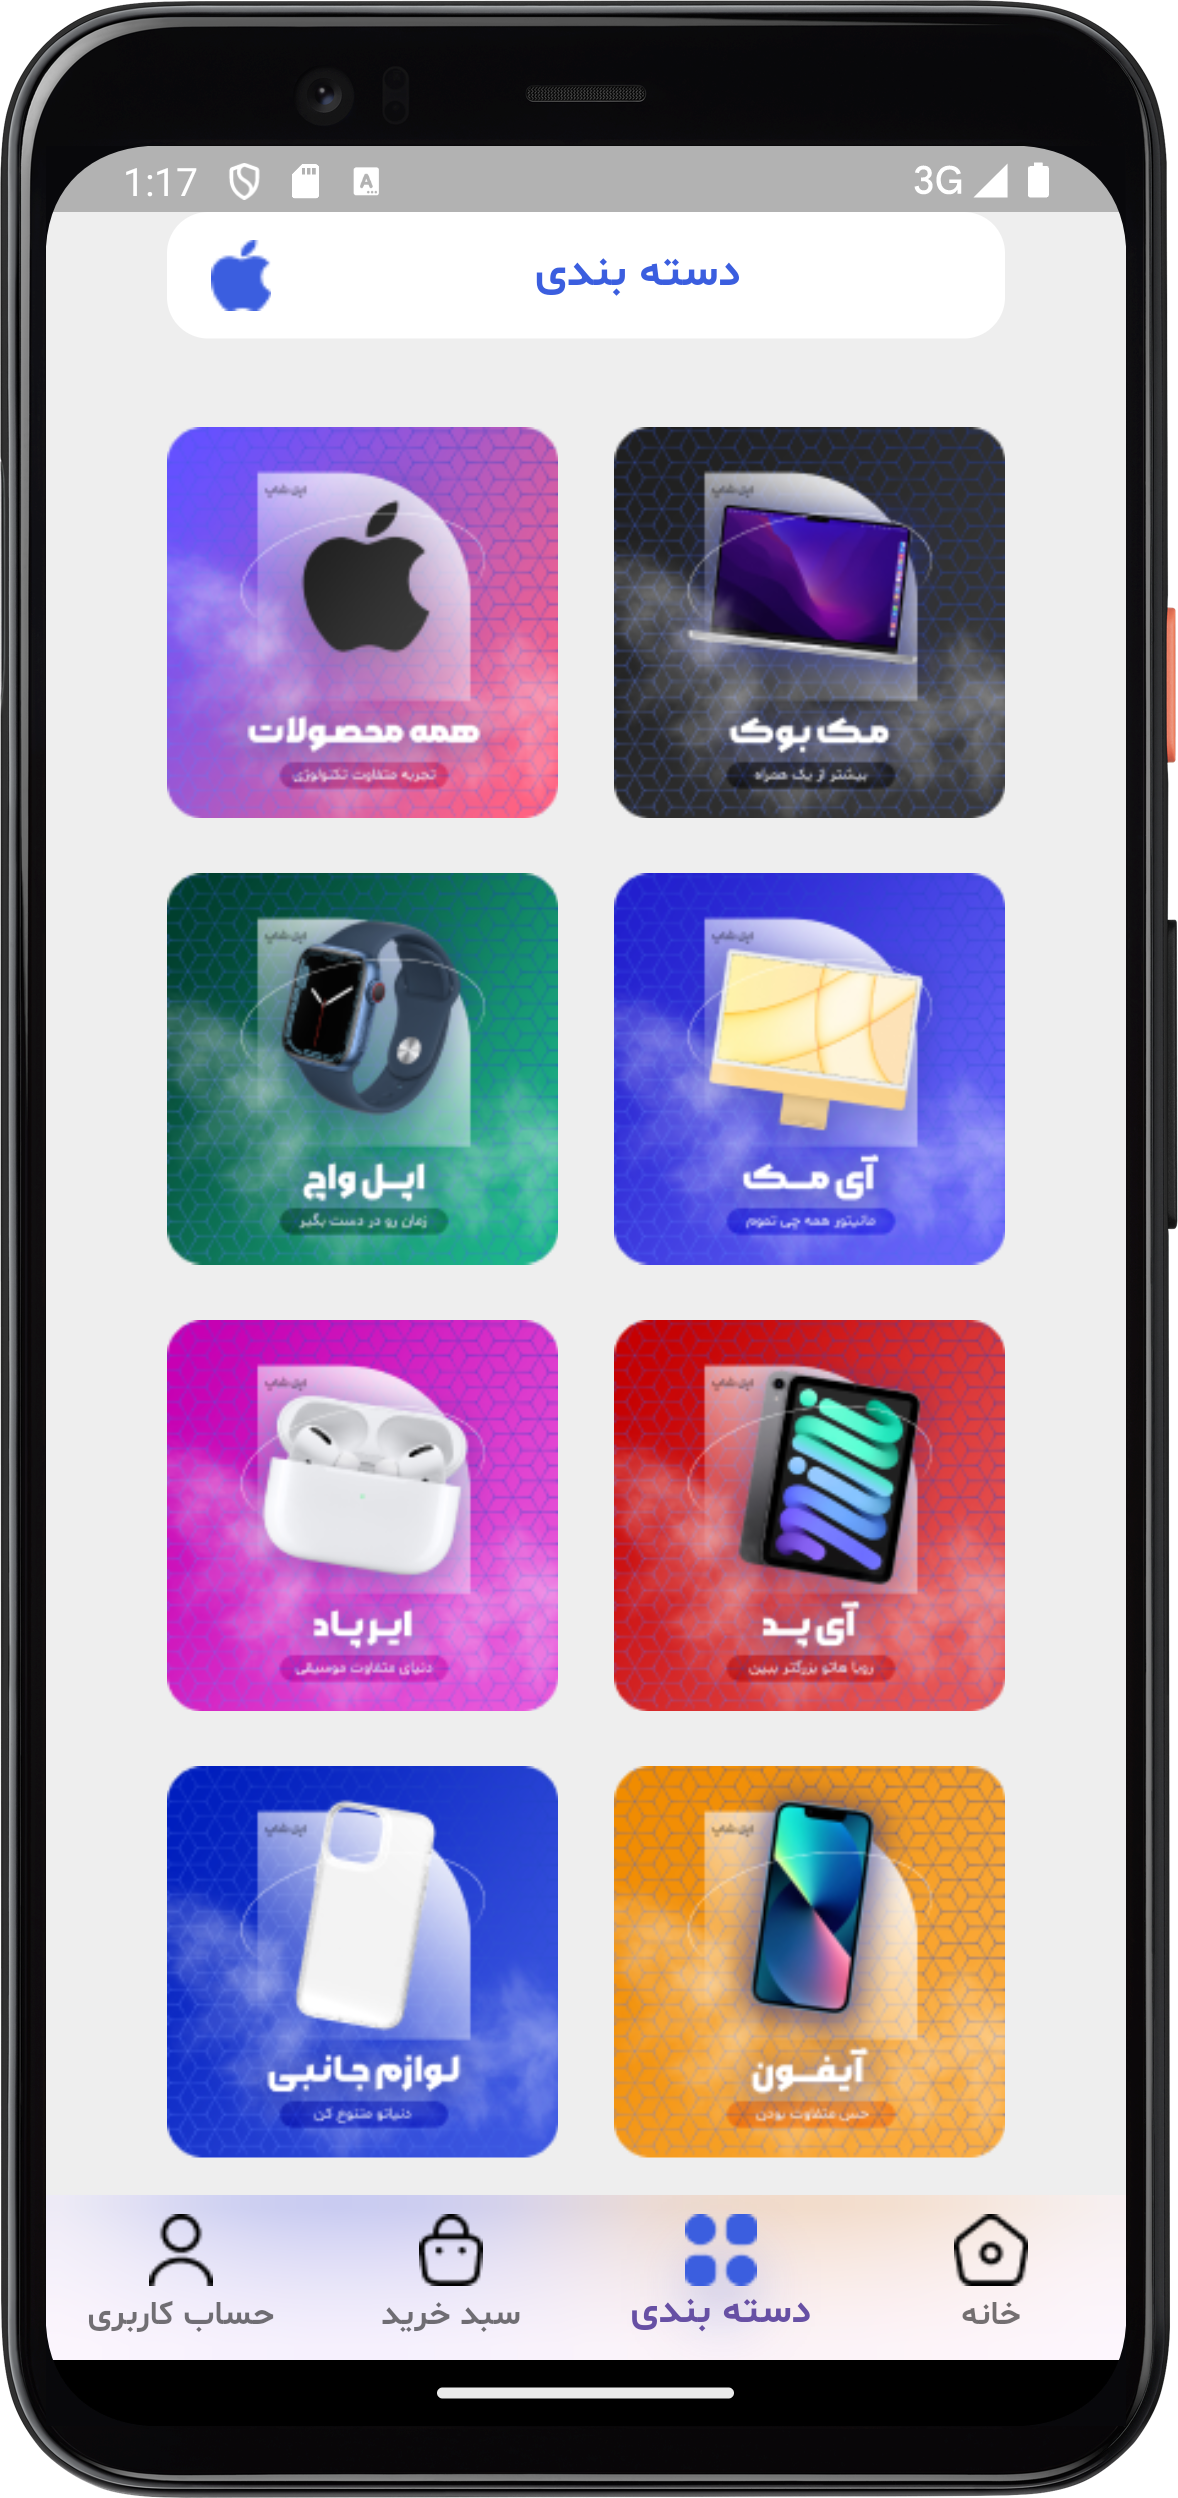 1:17 3G
دسته بندی
اپل شاپ
مک بوک
بیشتر از یک همراه
اپل شاپ
همه محصولات
تجربه متفاوت تکنولوژی
اپل شاپ
آی مک
مانیتور همه چی تموم
اپل شاپ
اپل واچ
زمان رو در دست بگیر
اپل شاپ
آی پد
رویا هاتو بزرگتر ببین
اپل شاپ
ایرپاد
دنیای متفاوت موسیقی
اپل شاپ
آیفون
حس متفاوت بودن
اپل شاپ
لوازم جانبی
دنیاتو متنوع کن
خانه
دسته بندی
سبد خرید
حساب کاربری